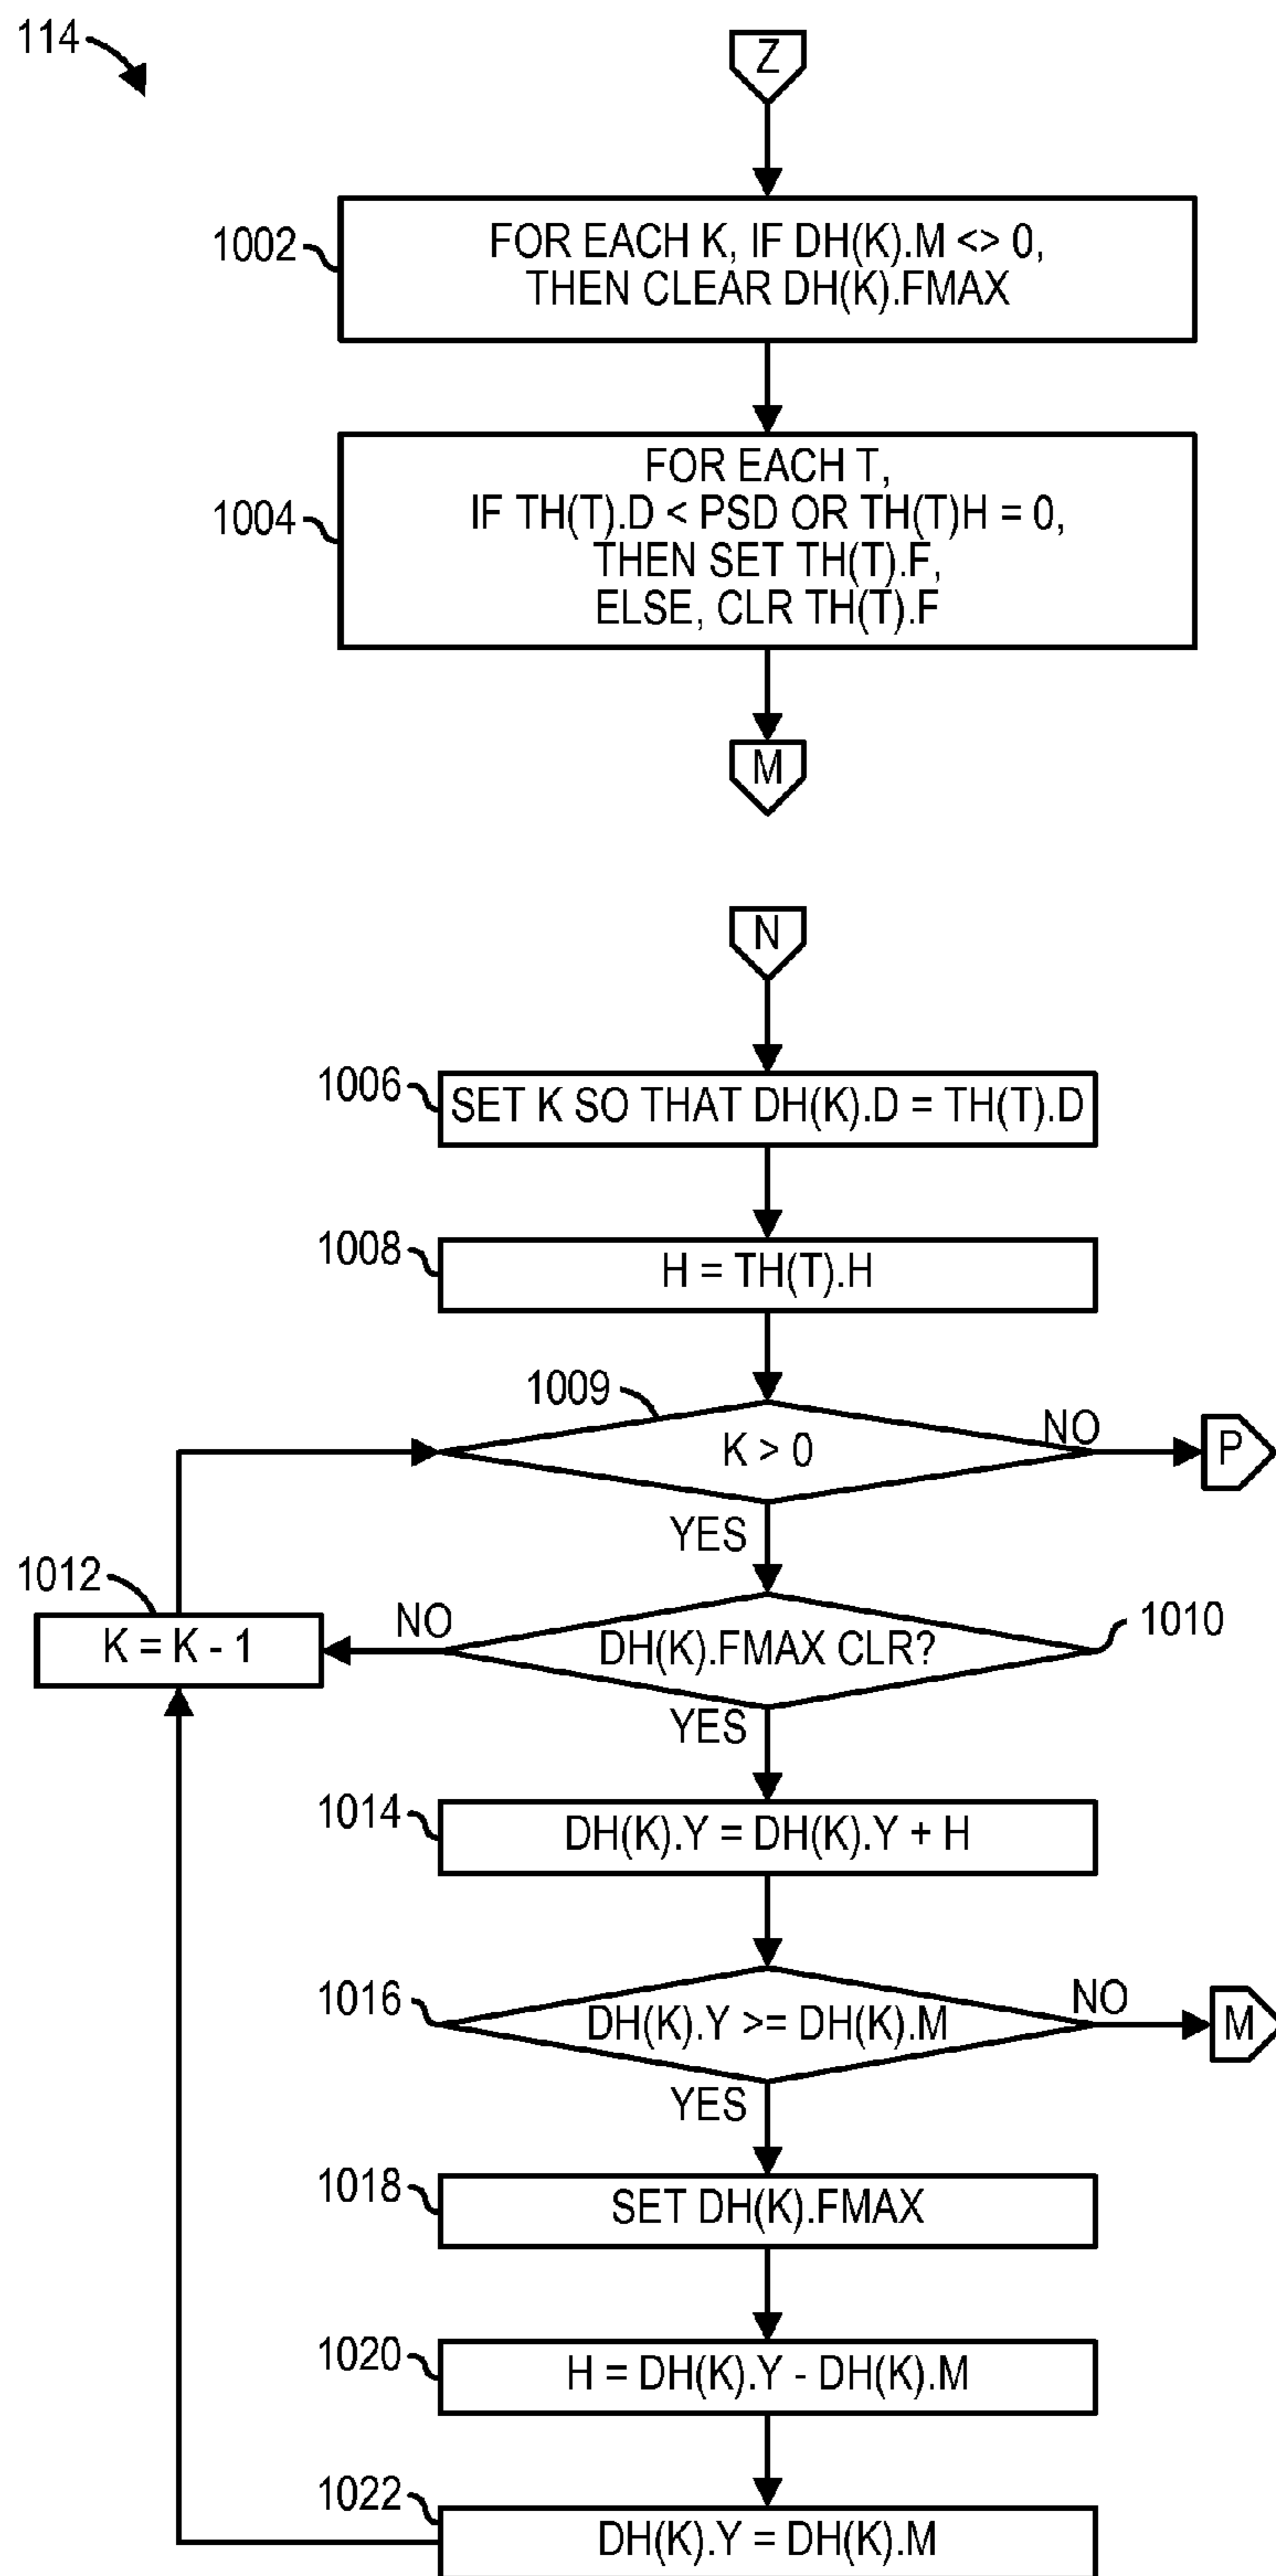 114
Z
1002
FOR EACH K, IF DH(K).M <> 0,
THEN CLEAR DH(K).FMAX
1004
FOR EACH T,
IF TH(T).D < PSD OR TH(T)H = 0,
THEN SET TH(T).F,
ELSE, CLR TH(T).F
M
N
1006
SET K SO THAT DH(K).D = TH(T).D
1008
H = TH(T).H
1009
K > 0
NO
P
YES
1012
K = K - 1
NO
DH(K).FMAX CLR?
1010
YES
1014
DH(K).Y = DH(K).Y + H
1016
DH(K).Y >= DH(K).M
NO
M
YES
1018
SET DH(K).FMAX
1020
H = DH(K).Y - DH(K).M
1022
DH(K).Y = DH(K).M